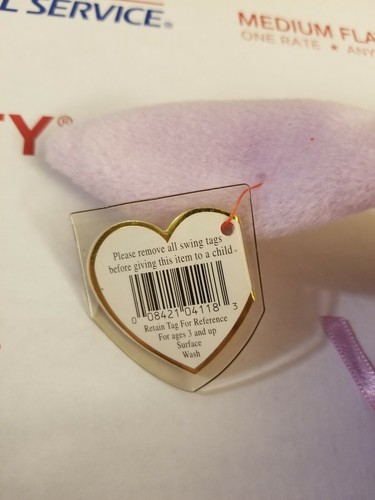 L SERVICE®
MEDIUM FLA
ONE RATE ★ ANY
TY®
Please remove all swing tags
before giving this item to a child.
0 08421 04118 3
Retain Tag For Reference
For ages 3 and up
Surface
Wash